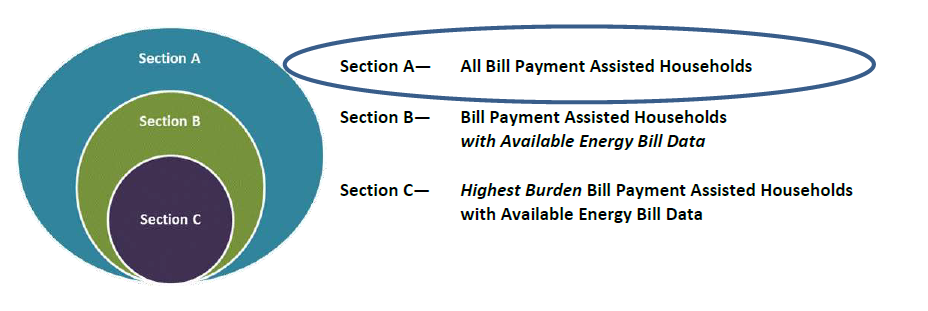 Section A
Section B
Section C
Section A— All Bill Payment Assisted Households
Section B— Bill Payment Assisted Households
with Available Energy Bill Data
Section C— Highest Burden Bill Payment Assisted Households
with Available Energy Bill Data